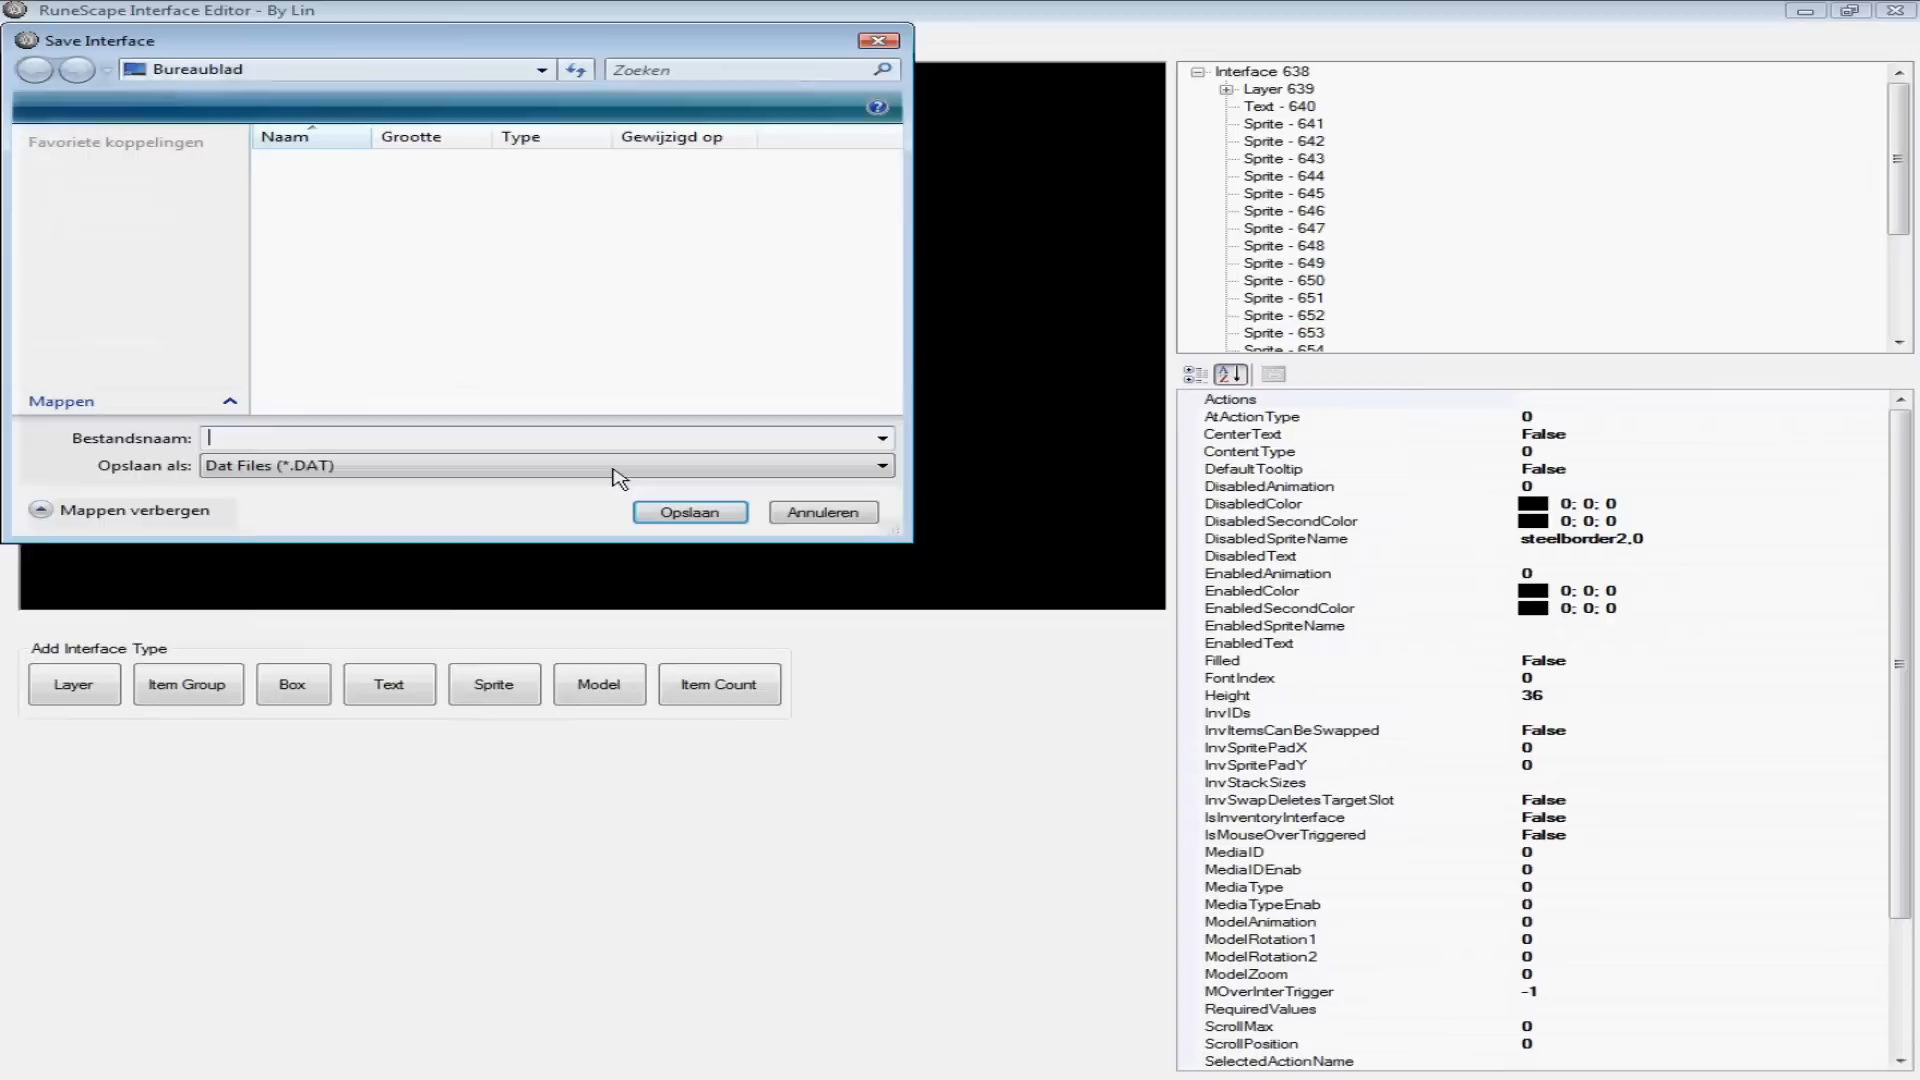 RuneScape Interface Editor - By Lin
Save Interface
Bureaublad
Zoeken
Favoriete koppelingen
Naam
Grootte
Type
Gewijzigd op
Mappen
Bestandsnaam:
Opslaan als:
Dat Files (*.DAT)
Mappen verbergen
Opslaan
Annuleren
Interface 638
Layer 639
Text - 640
Sprite - 641
Sprite - 642
Sprite - 643
Sprite - 644
Sprite - 645
Sprite - 646
Sprite - 647
Sprite - 648
Sprite - 649
Sprite - 650
Sprite - 651
Sprite - 652
Sprite - 653
Sprite - 654
Actions
AtActionType 0
CenterText False
ContentType 0
DefaultTooltip False
DisabledAnimation 0
DisabledColor 0; 0; 0
DisabledSecondColor 0; 0; 0
DisabledSpriteName steelborder2,0
DisabledText
EnabledAnimation 0
EnabledColor 0; 0; 0
EnabledSecondColor 0; 0; 0
EnabledSpriteName
EnabledText
Filled False
FontIndex 0
Height 36
InvIDs
InvItemsCanBeSwapped False
InvSpritePadX 0
InvSpritePadY 0
InvStackSizes
InvSwapDeletesTargetSlot False
IsInventoryInterface False
IsMouseOverTriggered False
MediaID 0
MediaIDEnab 0
MediaType 0
MediaTypeEnab 0
ModelAnimation 0
ModelRotation1 0
ModelRotation2 0
ModelZoom 0
MOverInterTrigger -1
RequiredValues
ScrollMax 0
ScrollPosition 0
SelectedActionName
Add Interface Type
Layer
Item Group
Box
Text
Sprite
Model
Item Count